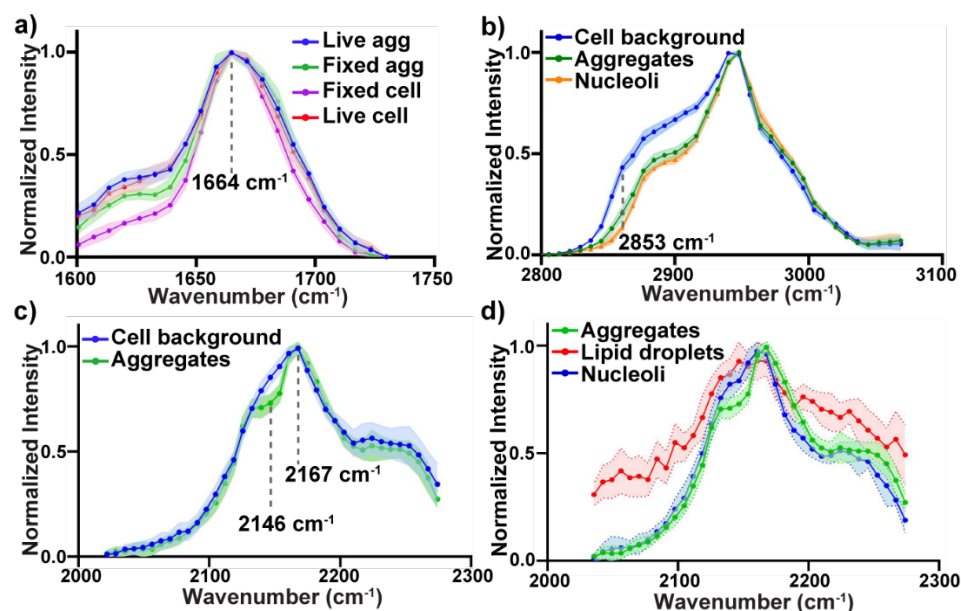 a)
Live agg
Fixed agg
Fixed cell
Live cell
1.0
0.5
0.0
1664 cm⁻¹
1600
1650
1700
1750
Wavenumber (cm⁻¹)
Normalized Intensity
b)
Cell background
Aggregates
Nucleoli
1.0
0.5
0.0
2853 cm⁻¹
2800
2900
3000
3100
Wavenumber (cm⁻¹)
Normalized Intensity
c)
Cell background
Aggregates
1.0
0.5
0.0
2167 cm⁻¹
2146 cm⁻¹
2000
2100
2200
2300
Wavenumber (cm⁻¹)
Normalized Intensity
d)
Aggregates
Lipid droplets
Nucleoli
1.0
0.5
0.0
2000
2100
2200
2300
Wavenumber (cm⁻¹)
Normalized Intensity